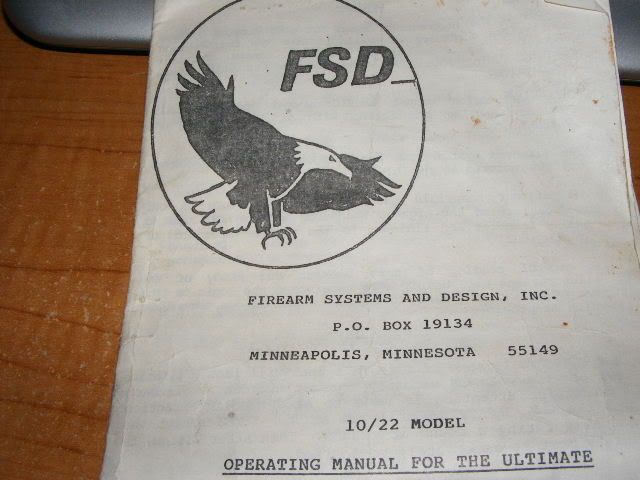 FSD
FIREARM SYSTEMS AND DESIGN, INC.
P.O. BOX 19134
MINNEAPOLIS, MINNESOTA 55149
10/22 MODEL
OPERATING MANUAL FOR THE ULTIMATE